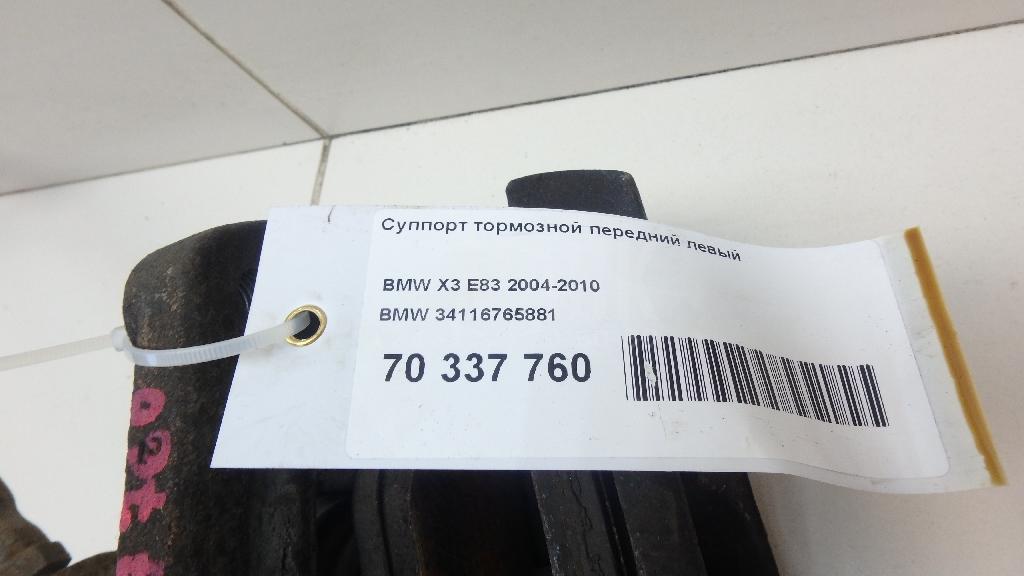 Суппорт тормозной передний левый
BMW X3 E83 2004-2010
BMW 34116765881
70 337 760